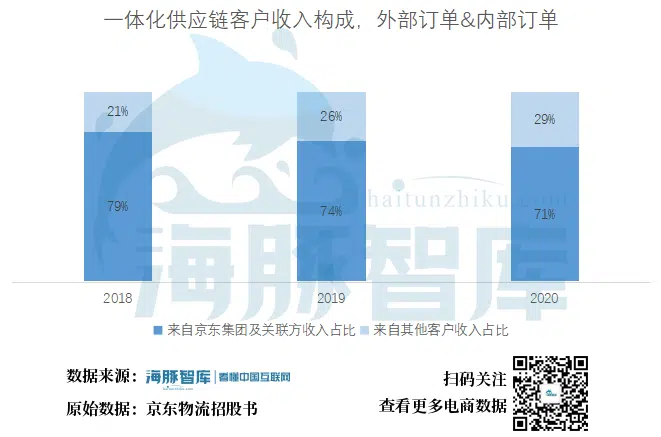 一体化供应链客户收入构成，外部订单&内部订单
21%
26%
29%
79%
74%
71%
haitunzhiku.com
海豚智库
2018
2019
2020
来自京东集团及关联方收入占比
来自其他客户收入占比
数据来源：海豚智库 看懂中国互联网
原始数据：京东物流招股书
扫码关注
查看更多电商数据